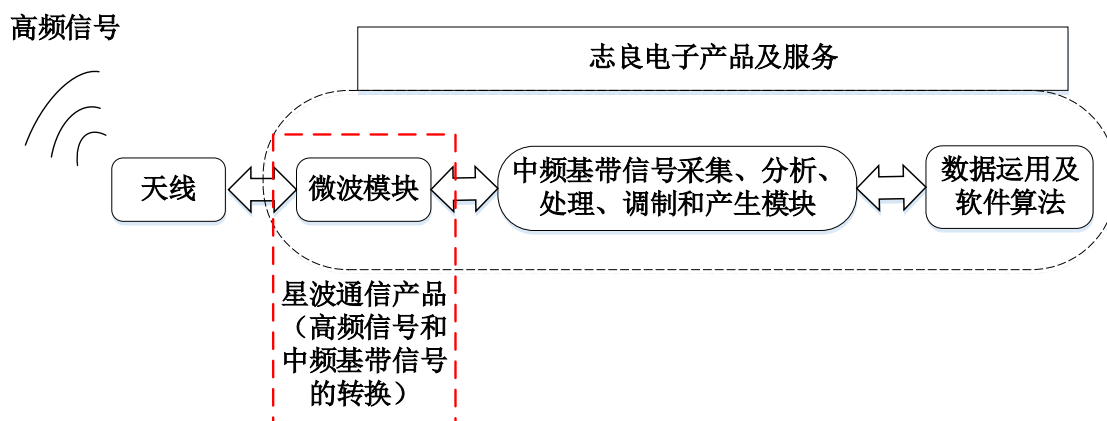 高频信号
志良电子产品及服务
天线
微波模块
中频基带信号采集、分析、
处理、调制和产生模块
数据运用及
软件算法
星波通信产品
（高频信号和
中频基带信号
的转换）